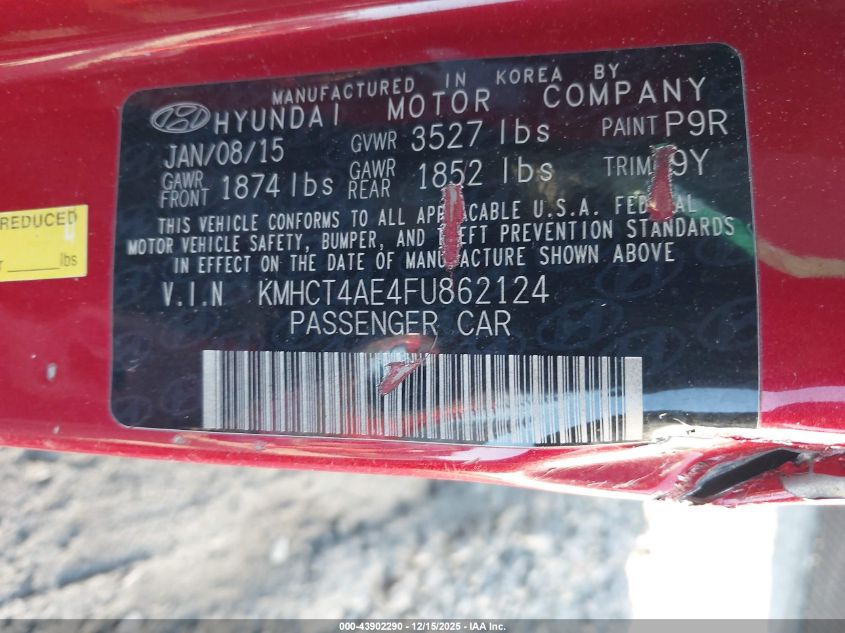 MANUFACTURED IN KOREA BY
HYUNDAI MOTOR COMPANY
JAN/08/15 GVWR 3527 lbs PAINT P9R
GAWR FRONT 1874 lbs GAWR REAR 1852 lbs TRIM 9Y
THIS VEHICLE CONFORMS TO ALL U.S.A.
MOTOR VEHICLE SAFETY, BUMPER, AND PREVENTION STANDARDS
IN EFFECT ON THE DATE OF MANUFACTURE SHOWN ABOVE
V.I.N KMHCT4AE4FU862124
PASSENGER CAR
REDUCED
lbs
000-43902290 - 12/15/2025 - IAA Inc.